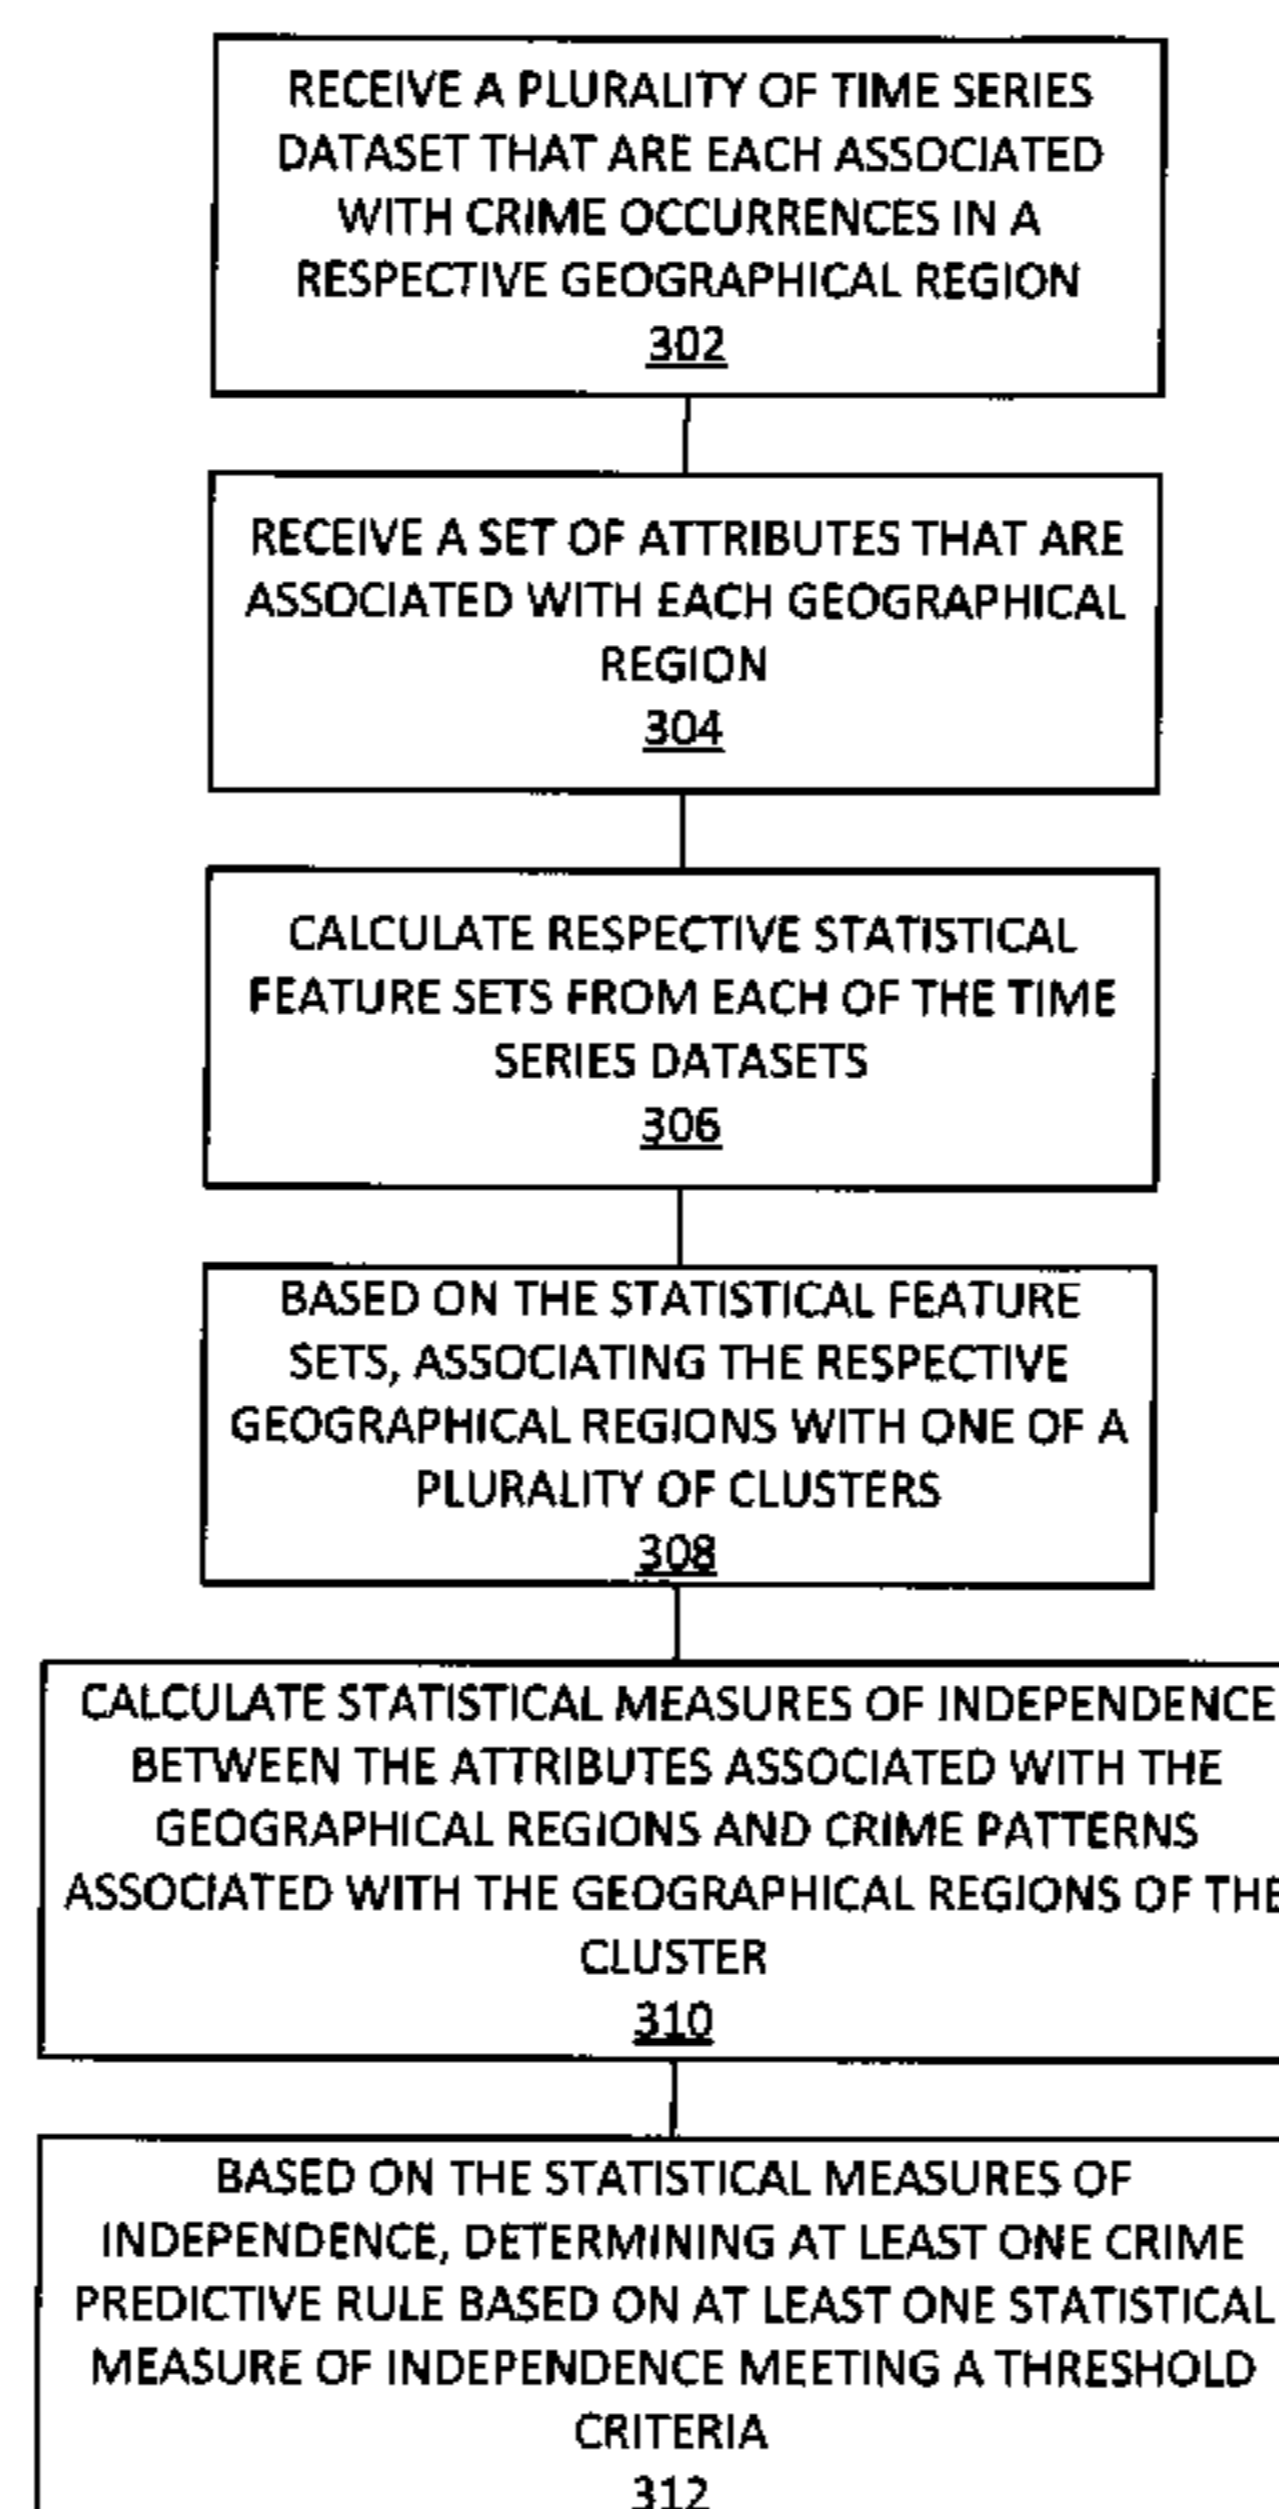 RECEIVE A PLURALITY OF TIME SERIES
DATASET THAT ARE EACH ASSOCIATED
WITH CRIME OCCURRENCES IN A
RESPECTIVE GEOGRAPHICAL REGION
302
RECEIVE A SET OF ATTRIBUTES THAT ARE
ASSOCIATED WITH EACH GEOGRAPHICAL
REGION
304
CALCULATE RESPECTIVE STATISTICAL
FEATURE SETS FROM EACH OF THE TIME
SERIES DATASETS
306
BASED ON THE STATISTICAL FEATURE
SETS, ASSOCIATING THE RESPECTIVE
GEOGRAPHICAL REGIONS WITH ONE OF A
PLURALITY OF CLUSTERS
308
CALCULATE STATISTICAL MEASURES OF INDEPENDENCE
BETWEEN THE ATTRIBUTES ASSOCIATED WITH THE
GEOGRAPHICAL REGIONS AND CRIME PATTERNS
ASSOCIATED WITH THE GEOGRAPHICAL REGIONS OF THE
CLUSTER
310
BASED ON THE STATISTICAL MEASURES OF
INDEPENDENCE, DETERMINING AT LEAST ONE CRIME
PREDICTIVE RULE BASED ON AT LEAST ONE STATISTICAL
MEASURE OF INDEPENDENCE MEETING A THRESHOLD
CRITERIA
312